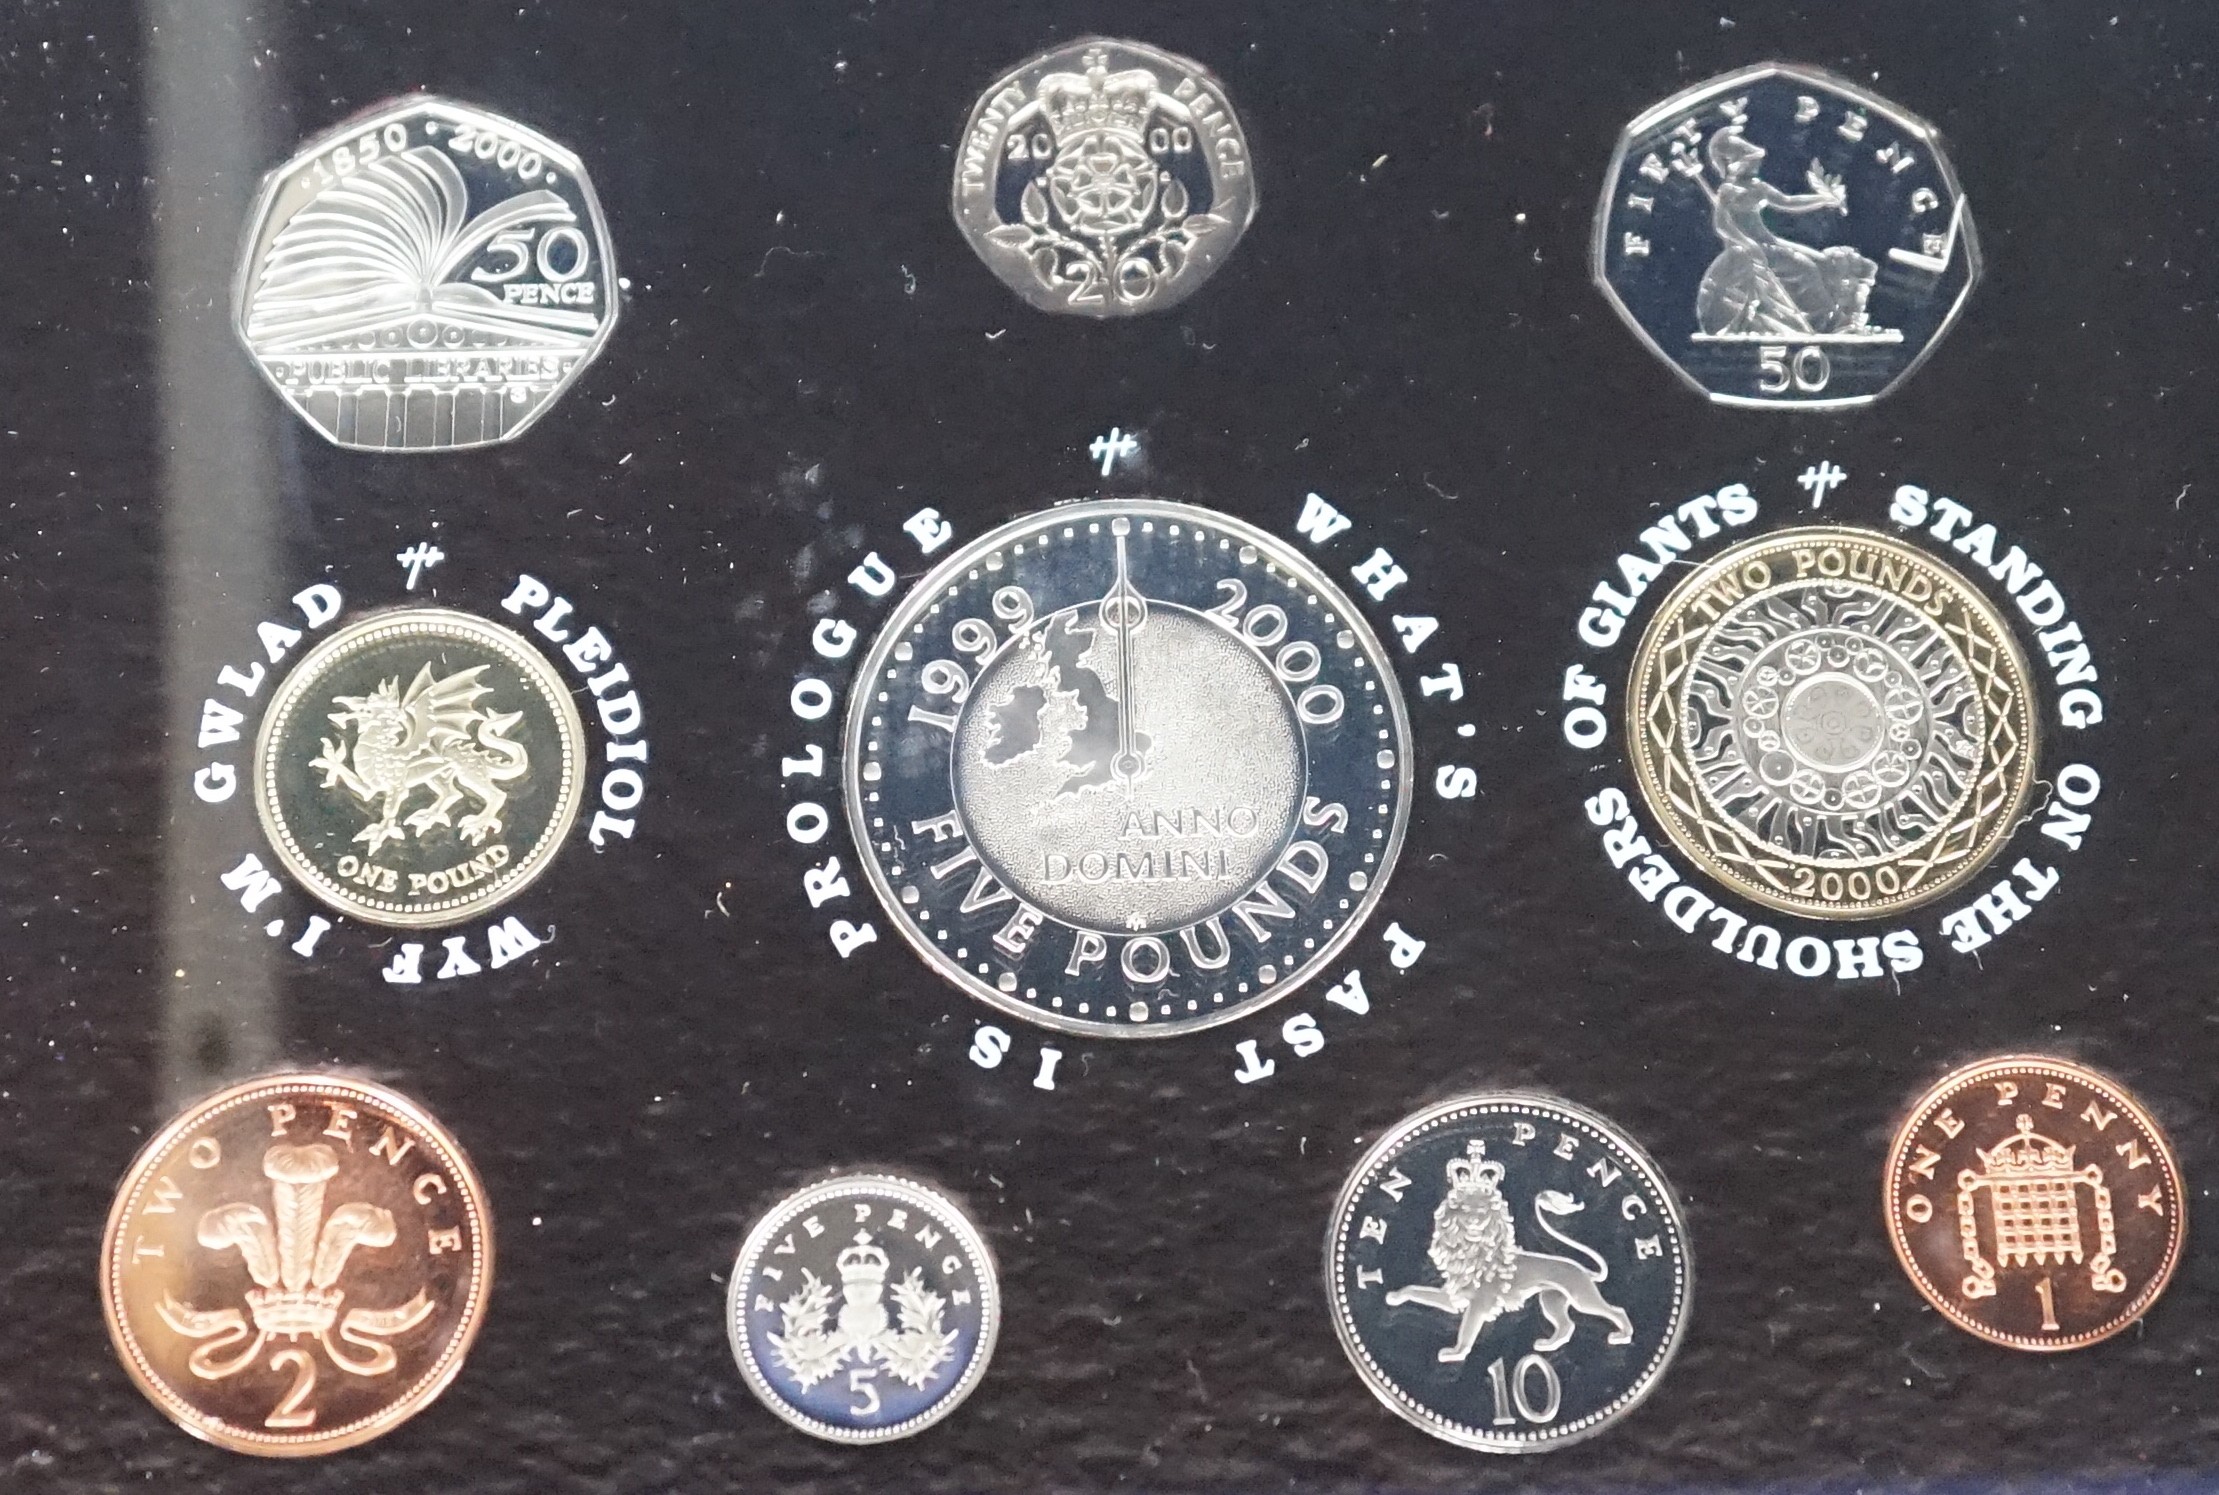 · 1850 · 2000 ·
50
PENCE
· PUBLIC LIBRARIES ·
TWENTY PENCE
20 00
20
FIFTY PENCE
50
PLEIDIOL WYF I'M GWLAD
ONE POUND
WHAT'S PAST IS PROLOGUE
1999 2000
ANNO
DOMINI
FIVE POUNDS
STANDING ON THE SHOULDERS OF GIANTS
TWO POUNDS
2000
TWO PENCE
2
FIVE PENCE
5
TEN PENCE
10
ONE PENNY
1